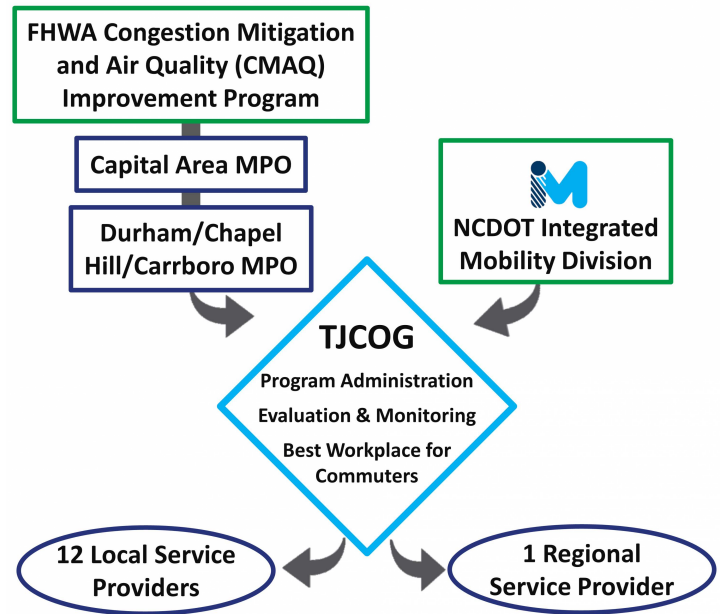 FHWA Congestion Mitigation
and Air Quality (CMAQ)
Improvement Program
Capital Area MPO
Durham/Chapel
Hill/Carrboro MPO
iM
NCDOT Integrated
Mobility Division
TJCOG
Program Administration
Evaluation & Monitoring
Best Workplace for
Commuters
12 Local Service
Providers
1 Regional
Service Provider